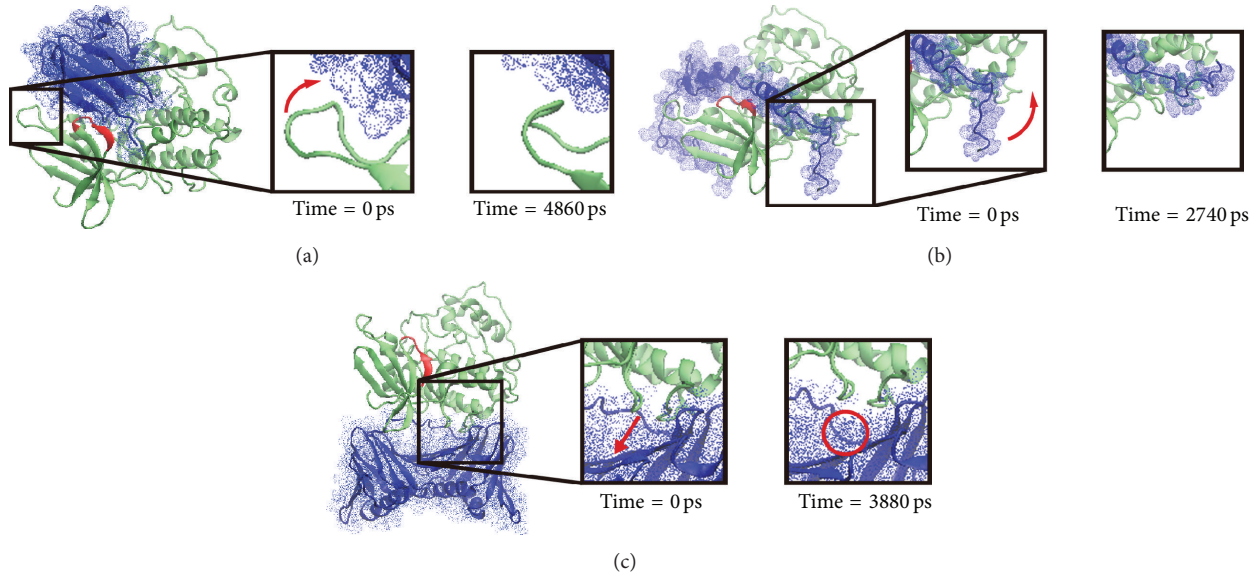 Time = 0 ps
Time = 4860 ps
(a)
Time = 0 ps
Time = 2740 ps
(b)
Time = 0 ps
Time = 3880 ps
(c)